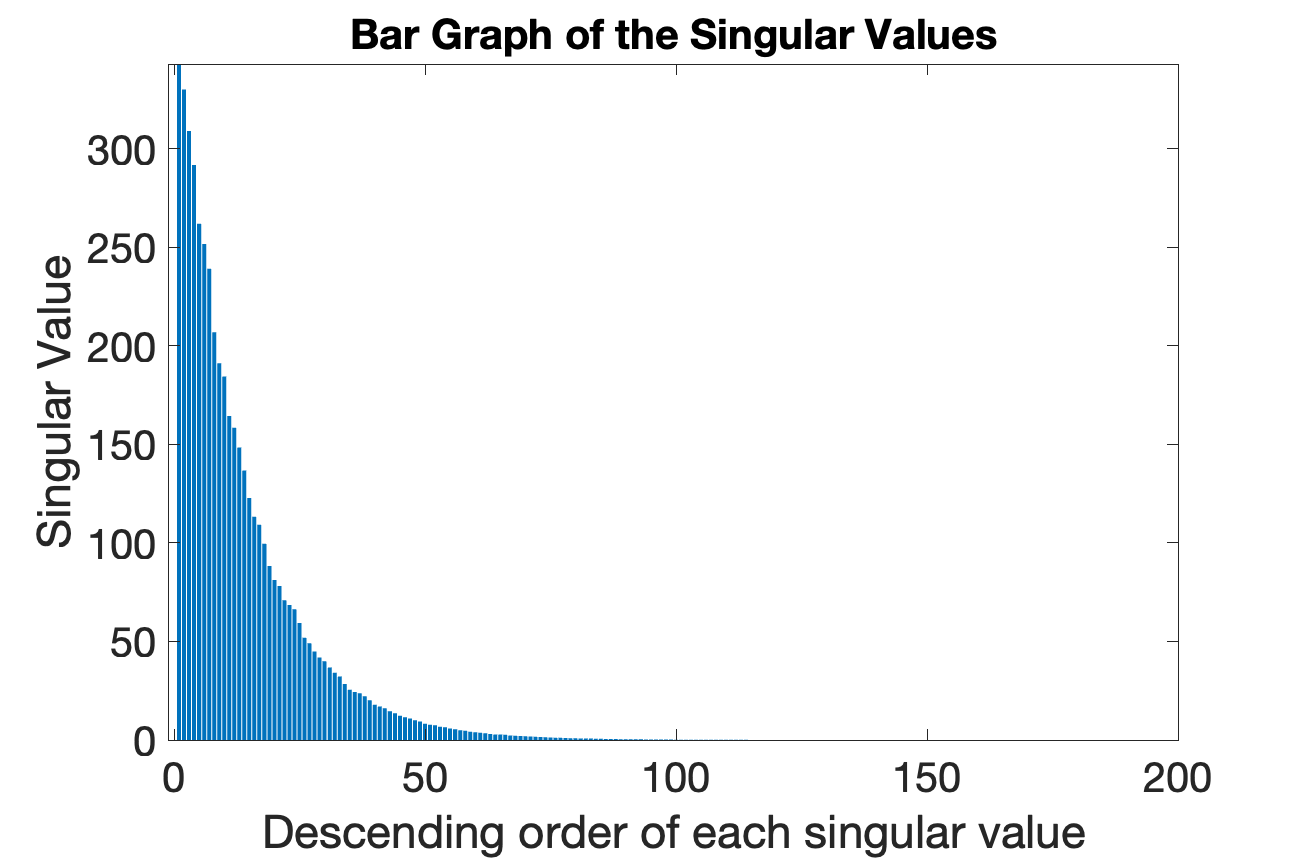 Bar Graph of the Singular Values
300
250
200
150
100
50
0
Singular Value
0 50 100 150 200
Descending order of each singular value